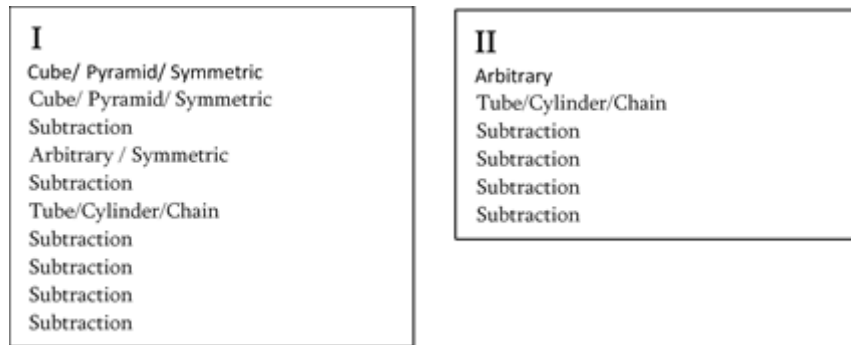 I
Cube/ Pyramid/ Symmetric
Cube/ Pyramid/ Symmetric
Subtraction
Arbitrary / Symmetric
Subtraction
Tube/Cylinder/Chain
Subtraction
Subtraction
Subtraction
Subtraction
II
Arbitrary
Tube/Cylinder/Chain
Subtraction
Subtraction
Subtraction
Subtraction